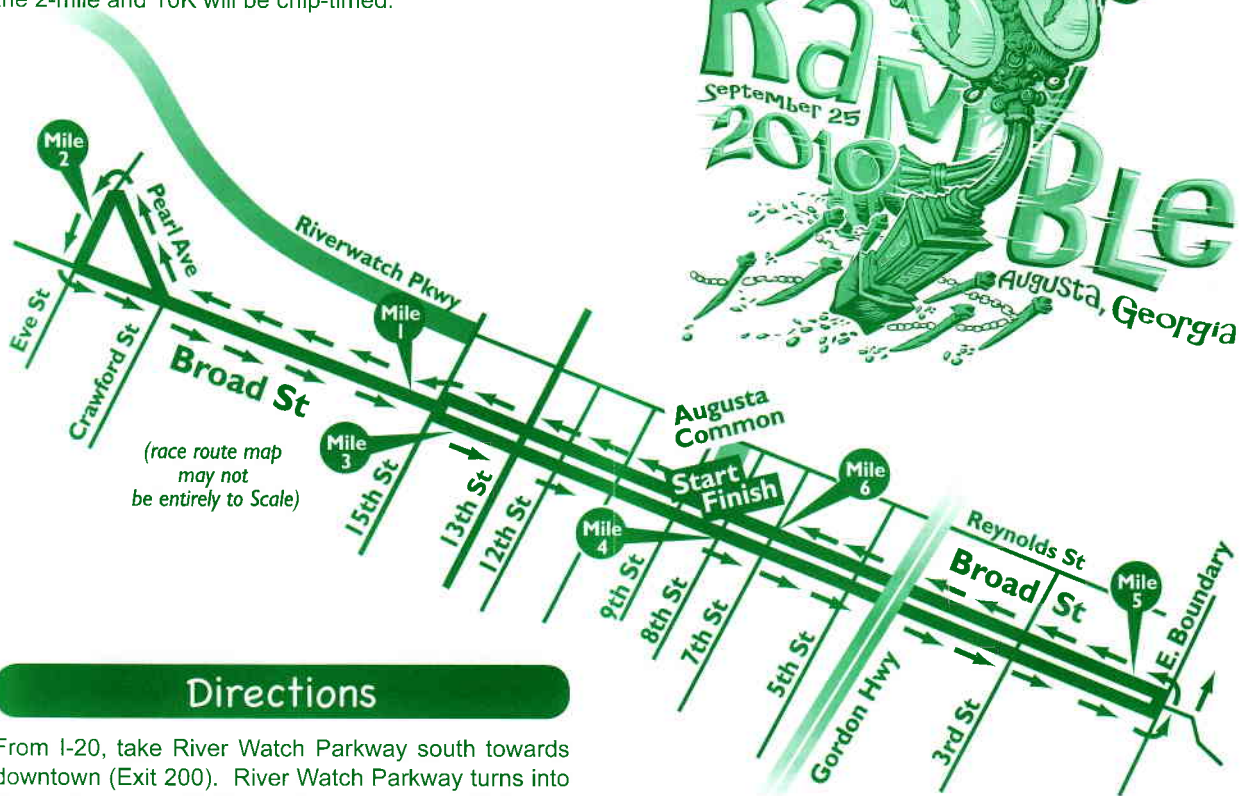 the 2-mile and 10K will be chip-timed.
RaMBLe
September 25
2010
Augusta, Georgia
Mile
2
Pearl Ave
Riverwatch Pkwy
Mile
1
Eve St
Crawford St
Broad St
(race route map
may not
be entirely to Scale)
Mile
3
15th St
13th St
12th St
Augusta
Common
Start
Finish
Mile
6
Mile
4
9th St
8th St
7th St
5th St
Gordon Hwy
Reynolds St
Broad St
3rd St
Mile
5
E. Boundary
Directions
From I-20, take River Watch Parkway south towards
downtown (Exit 200). River Watch Parkway turns into